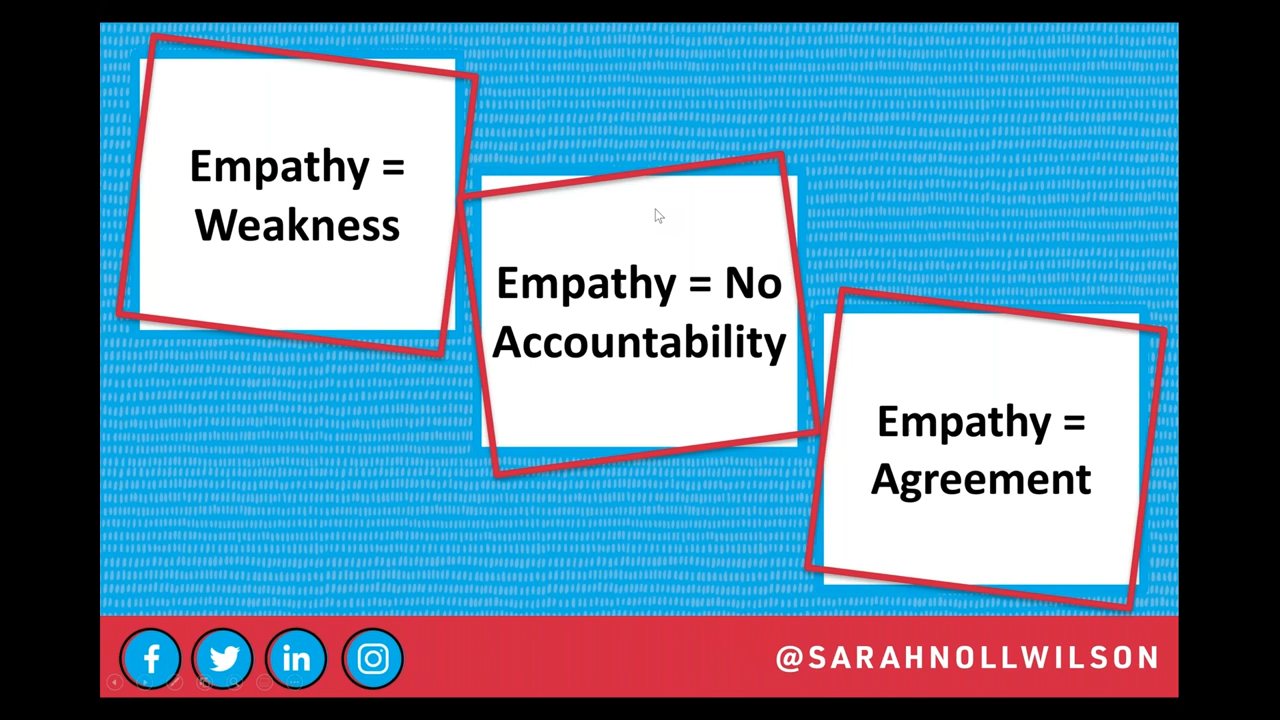 Empathy =
Weakness
Empathy = No
Accountability
Empathy =
Agreement
@SARAHNOLLWILSON